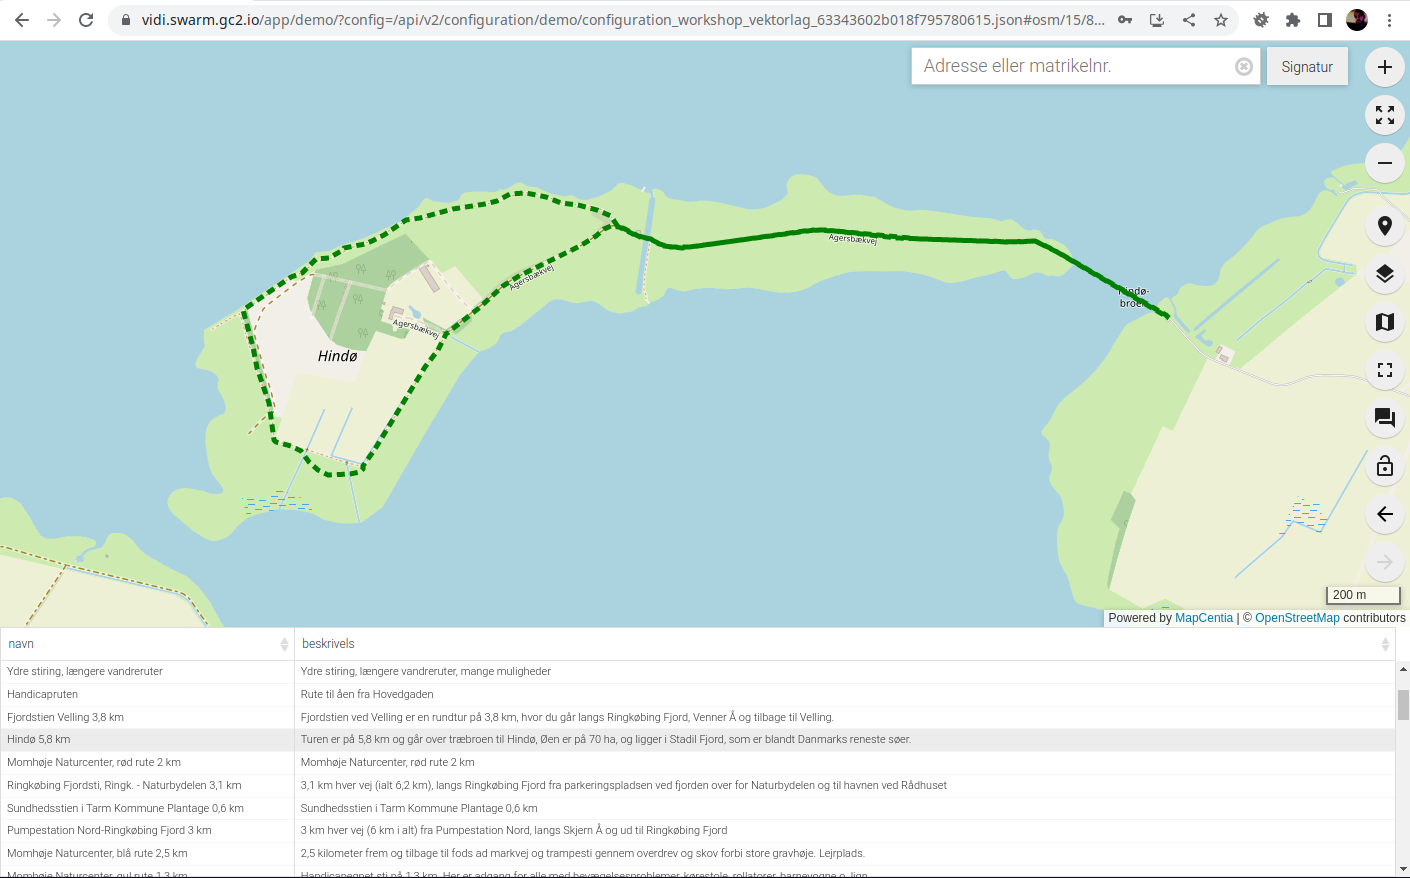 vidi.swarm.gc2.io/app/demo/?config=/api/v2/configuration/demo/configuration_workshop_vektorlag_63343602b018f795780615.json#osm/15/8...
Adresse eller matrikelnr.
Signatur
Agersbækvej
Agersbækvej
Hindø-
broen
Agersbækvej
Hindø
200 m
Powered by MapCentia | © OpenStreetMap contributors
navn beskrivels
Ydre stiring, længere vandreruter Ydre stiring, længere vandreruter, mange muligheder
Handicapruten Rute til åen fra Hovedgaden
Fjordstien Velling 3,8 km Fjordstien ved Velling er en rundtur på 3,8 km, hvor du går langs Ringkøbing Fjord, Venner Å og tilbage til Velling.
Hindø 5,8 km Turen er på 5,8 km og går over træbroen til Hindø, Øen er på 70 ha, og ligger i Stadil Fjord, som er blandt Danmarks reneste søer.
Momhøje Naturcenter, rød rute 2 km Momhøje Naturcenter, rød rute 2 km
Ringkøbing Fjordsti, Ringk. - Naturbydelen 3,1 km 3,1 km hver vej (ialt 6,2 km), langs Ringkøbing Fjord fra parkeringspladsen ved fjorden over for Naturbydelen og til havnen ved Rådhuset
Sundhedsstien i Tarm Kommune Plantage 0,6 km Sundhedsstien i Tarm Kommune Plantage 0,6 km
Pumpestation Nord-Ringkøbing Fjord 3 km 3 km hver vej (6 km i alt) fra Pumpestation Nord, langs Skjern Å og ud til Ringkøbing Fjord
Momhøje Naturcenter, blå rute 2,5 km 2,5 kilometer frem og tilbage til fods ad markvej og trampesti gennem overdrev og skov forbi store gravhøje. Lejrplads.
Momhøje Naturcenter, gul rute 1,3 km Handicapegnet sti på 1,3 km. Her er adgang for alle med bevægelsesproblemer, kørestole, rollatorer, barnevogne o. lign.